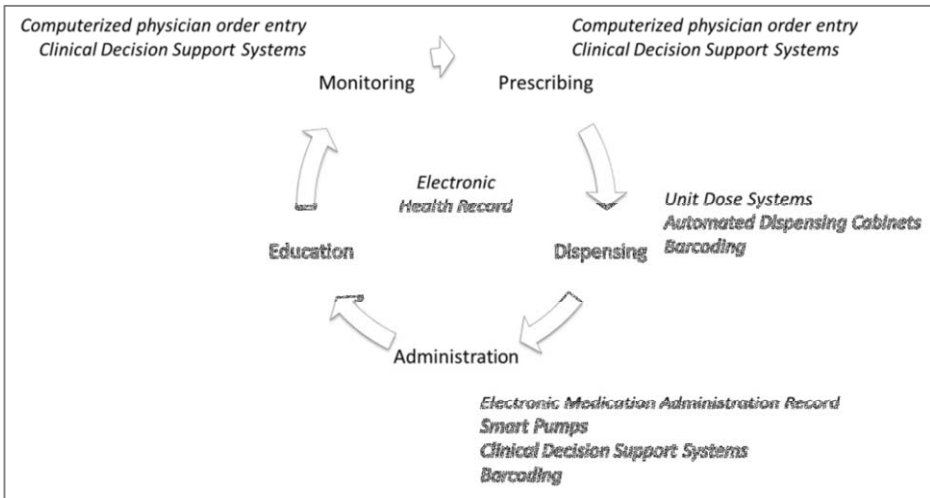 Computerized physician order entry
Clinical Decision Support Systems
Computerized physician order entry
Clinical Decision Support Systems
Monitoring
Prescribing
Electronic
Health Record
Unit Dose Systems
Automated Dispensing Cabinets
Barcoding
Education
Dispensing
Administration
Electronic Medication Administration Record
Smart Pumps
Clinical Decision Support Systems
Barcoding